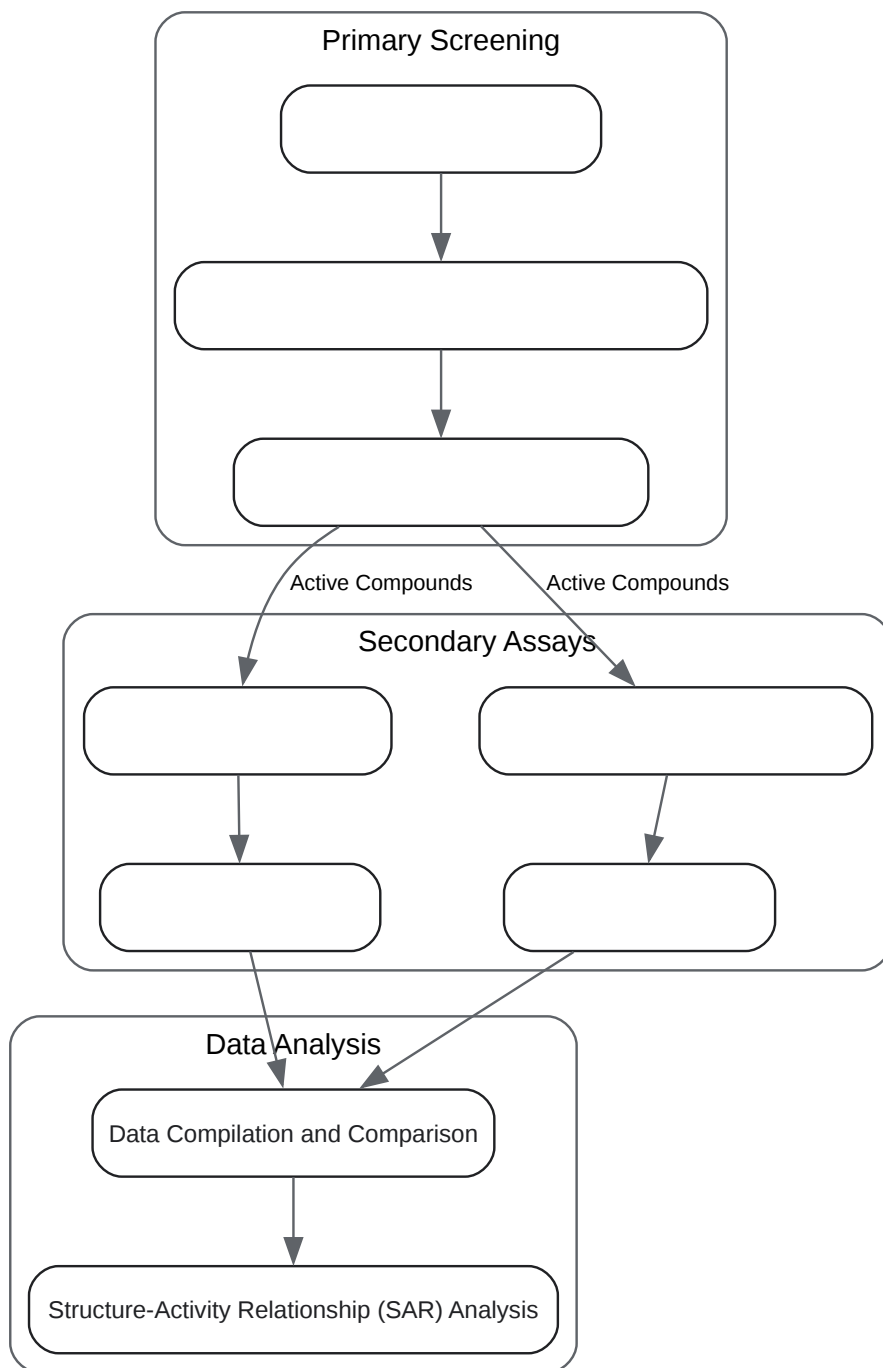 Primary Screening
Active Compounds
Active Compounds
Secondary Assays
Data Analysis
Data Compilation and Comparison
Structure-Activity Relationship (SAR) Analysis